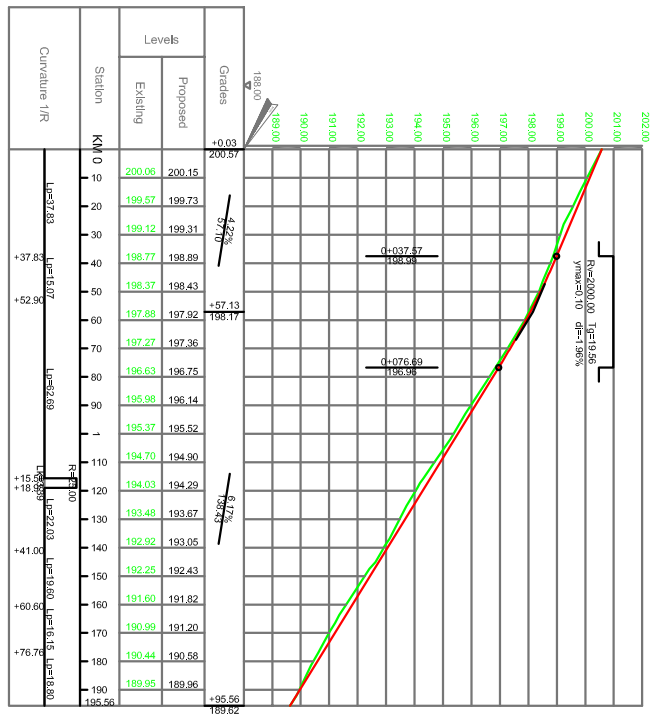 188.00
189.00
190.00
191.00
192.00
193.00
194.00
195.00
196.00
197.00
198.00
199.00
200.00
201.00
202.00
Curvature 1/R
Station
Levels
Existing
Proposed
Grades
KM 0
+0.03
200.57
10 200.06 200.15
20 199.57 199.73
30 199.12 199.31
40 198.77 198.89
50 198.37 198.43
60 197.88 197.92
70 197.27 197.36
80 196.63 196.75
90 195.98 196.14
1 195.37 195.52
110 194.70 194.90
120 194.03 194.29
130 193.48 193.67
140 192.92 193.05
150 192.25 192.43
160 191.60 191.82
170 190.99 191.20
180 190.44 190.58
190 189.95 189.96
195.56
+95.56
189.62
4.22%
57.10
+57.13
198.17
6.17%
138.43
0+037.57
198.99
0+076.69
196.96
Rv=2000.00 Tg=19.56
ymax=0.10 di=-1.96%
Lp=37.83
+37.83
Lp=15.07
+52.90
Lp=62.69
R=25.00
+41.00
Lp=22.03
Lp=19.60
+60.60
Lp=16.15
+76.76
Lp=18.80